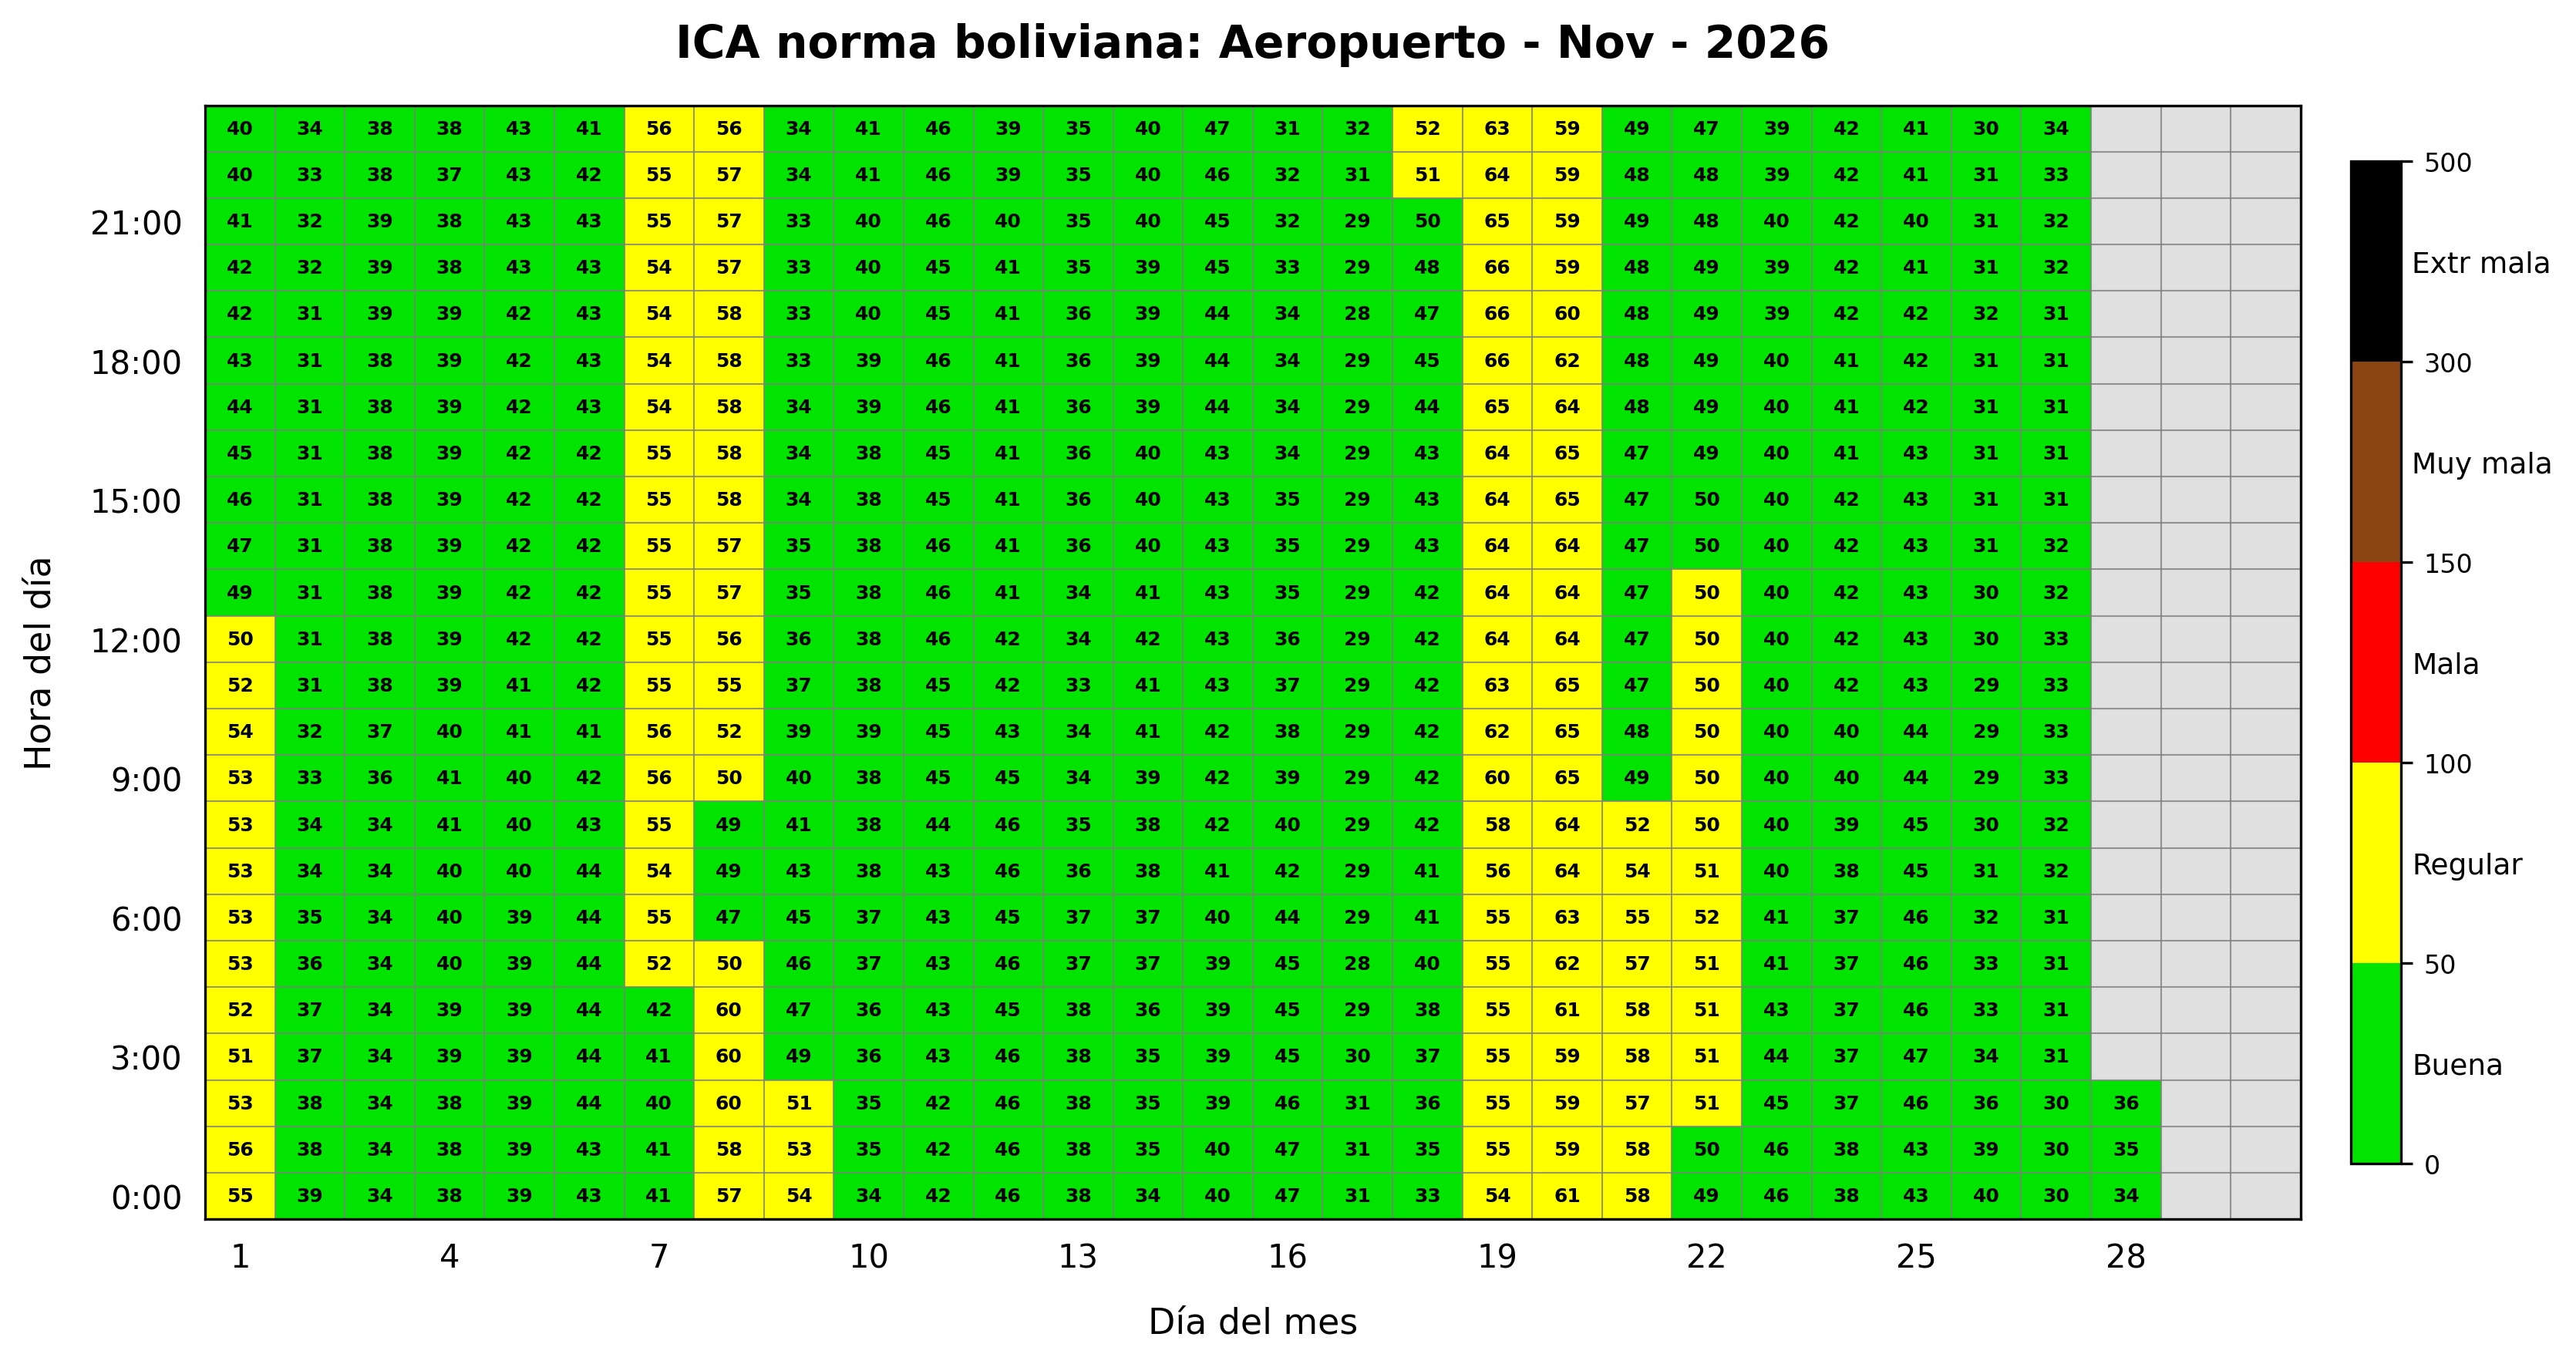 ICA norma boliviana: Aeropuerto - Nov - 2026
40 34 38 38 43 41 56 56 34 41 46 39 35 40 47 31 32 52 63 59 49 47 39 42 41 30 34
40 33 38 37 43 42 55 57 34 41 46 39 35 40 46 32 31 51 64 59 48 48 39 42 41 31 33
21:00 41 32 39 38 43 43 55 57 33 40 46 40 35 40 45 32 29 50 65 59 49 48 40 42 40 31 32
42 32 39 38 43 43 54 57 33 40 45 41 35 39 45 33 29 48 66 59 48 49 39 42 41 31 32
42 31 39 39 42 43 54 58 33 40 45 41 36 39 44 34 28 47 66 60 48 49 39 42 42 32 31
18:00 43 31 38 39 42 43 54 58 33 39 46 41 36 39 44 34 29 45 66 62 48 49 40 41 42 31 31
44 31 38 39 42 43 54 58 34 39 46 41 36 39 44 34 29 44 65 64 48 49 40 41 42 31 31
45 31 38 39 42 42 55 58 34 38 45 41 36 40 43 34 29 43 64 65 47 49 40 41 43 31 31
15:00 46 31 38 39 42 42 55 58 34 38 45 41 36 40 43 35 29 43 64 65 47 50 40 42 43 31 31
47 31 38 39 42 42 55 57 35 38 46 41 36 40 43 35 29 43 64 64 47 50 40 42 43 31 32
49 31 38 39 42 42 55 57 35 38 46 41 34 41 43 35 29 42 64 64 47 50 40 42 43 30 32
12:00 50 31 38 39 42 42 55 56 36 38 46 42 34 42 43 36 29 42 64 64 47 50 40 42 43 30 33
52 31 38 39 41 42 55 55 37 38 45 42 33 41 43 37 29 42 63 65 47 50 40 42 43 29 33
54 32 37 40 41 41 56 52 39 39 45 43 34 41 42 38 29 42 62 65 48 50 40 40 44 29 33
9:00 53 33 36 41 40 42 56 50 40 38 45 45 34 39 42 39 29 42 60 65 49 50 40 40 44 29 33
53 34 34 41 40 43 55 49 41 38 44 46 35 38 42 40 29 42 58 64 52 50 40 39 45 30 32
53 34 34 40 40 44 54 49 43 38 43 46 36 38 41 42 29 41 56 64 54 51 40 38 45 31 32
6:00 53 35 34 40 39 44 55 47 45 37 43 45 37 37 40 44 29 41 55 63 55 52 41 37 46 32 31
53 36 34 40 39 44 52 50 46 37 43 46 37 37 39 45 28 40 55 62 57 51 41 37 46 33 31
52 37 34 39 39 44 42 60 47 36 43 45 38 36 39 45 29 38 55 61 58 51 43 37 46 33 31
3:00 51 37 34 39 39 44 41 60 49 36 43 46 38 35 39 45 30 37 55 59 58 51 44 37 47 34 31
53 38 34 38 39 44 40 60 51 35 42 46 38 35 39 46 31 36 55 59 57 51 45 37 46 36 30 36
56 38 34 38 39 43 41 58 53 35 42 46 38 35 40 47 31 35 55 59 58 50 46 38 43 39 30 35
0:00 55 39 34 38 39 43 41 57 54 34 42 46 38 34 40 47 31 33 54 61 58 49 46 38 43 40 30 34
1 4 7 10 13 16 19 22 25 28
Día del mes
Hora del día
500
Extr mala
300
Muy mala
150
Mala
100
Regular
50
Buena
0